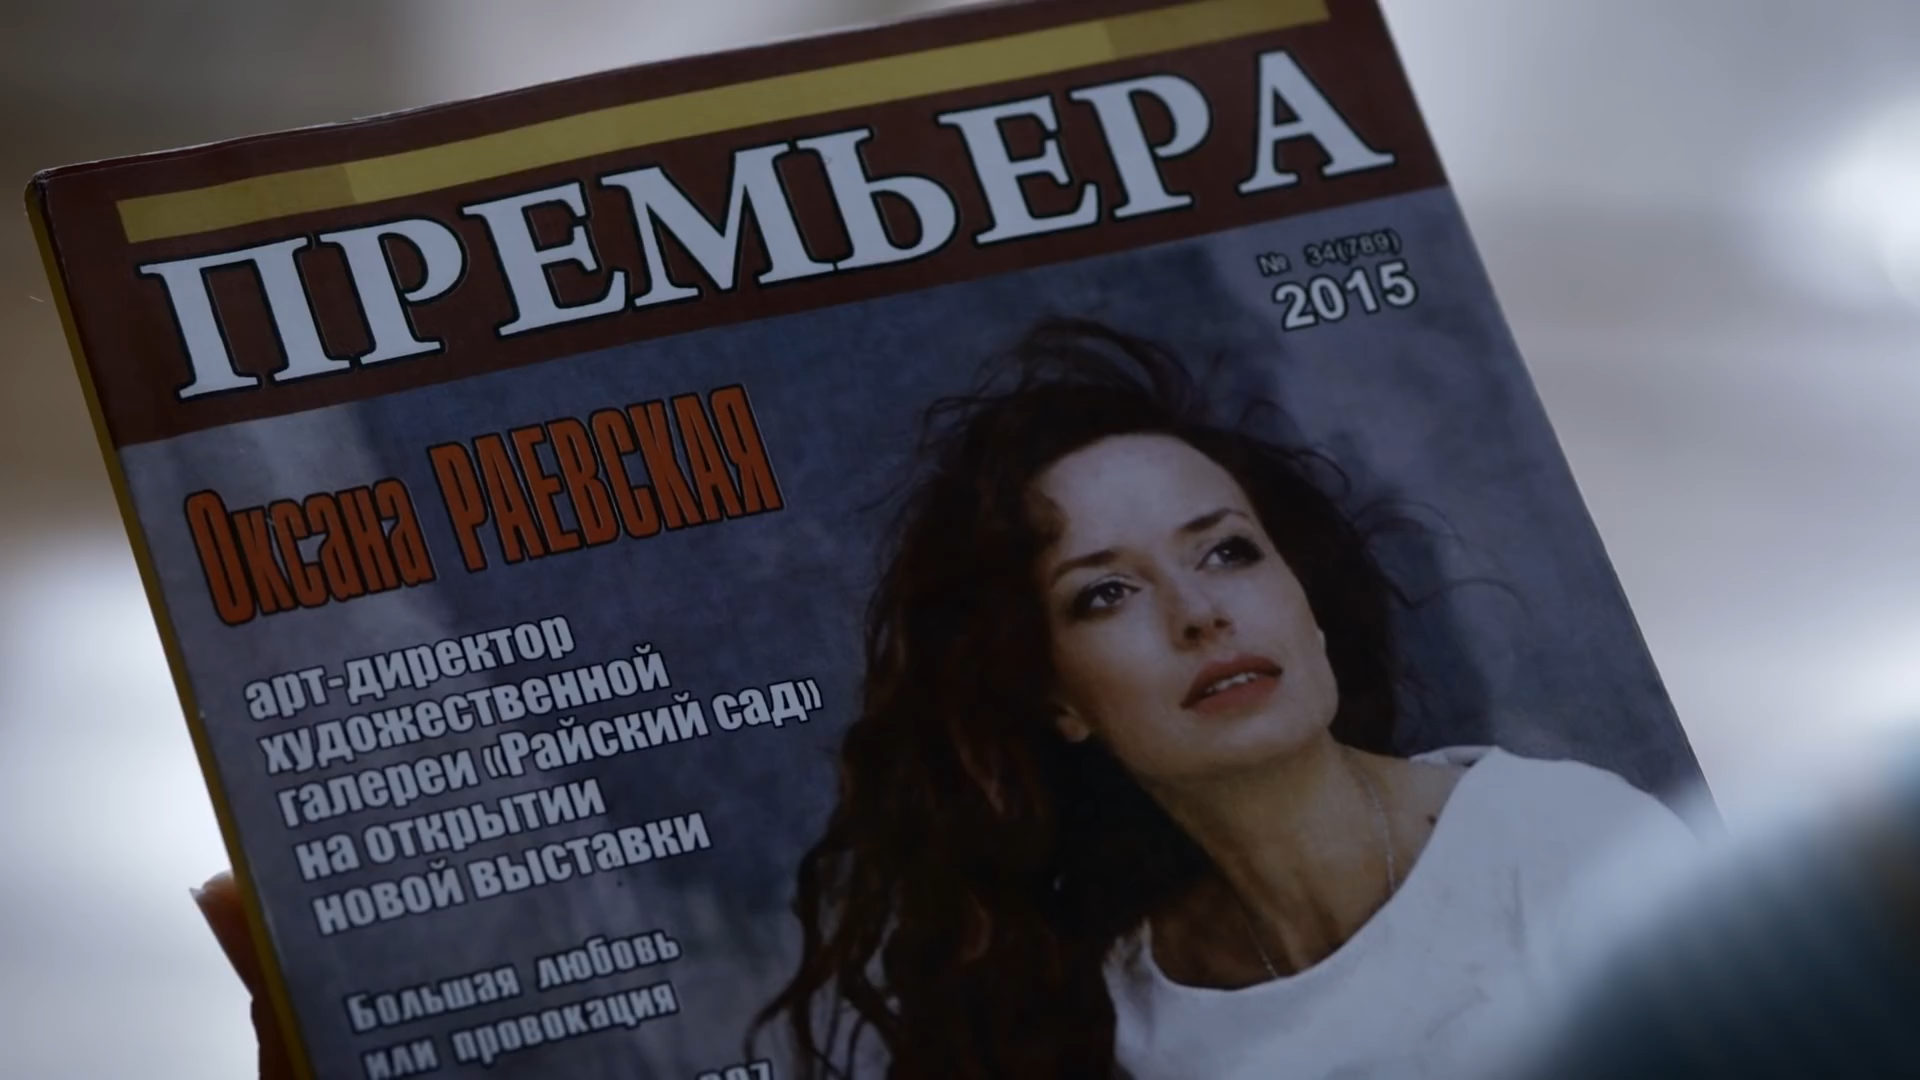 ПРЕМЬЕРА
№ 34(789)
2015
Оксана РАЕВСКАЯ
арт-директор
художественной
галереи «Райский сад»
на открытии
новой выставки
Большая любовь
или провокация